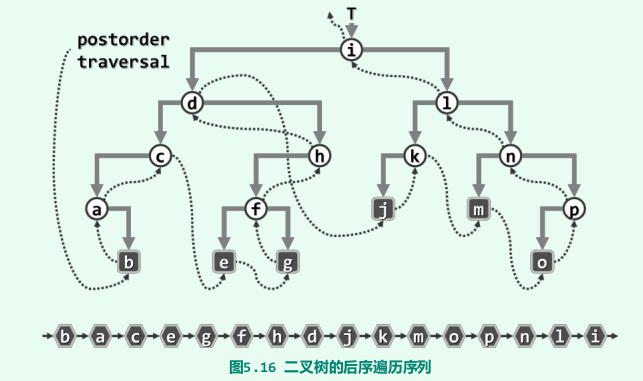 T
postorder
traversal
i
d l
c h k n
a f j m p
b e g o
b a c e g f h d j k m o p n l i
图5.16 二叉树的后序遍历序列